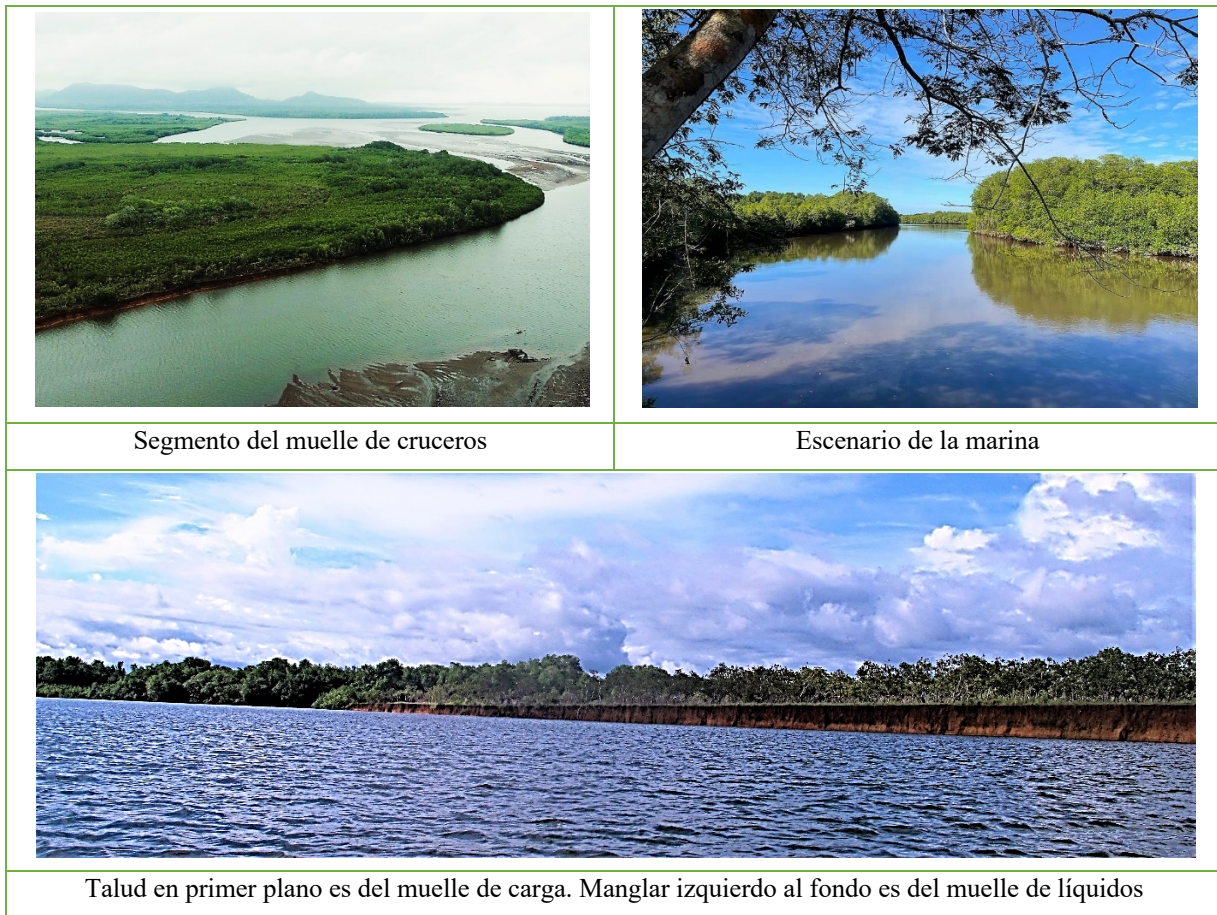 Segmento del muelle de cruceros
Escenario de la marina
Talud en primer plano es del muelle de carga. Manglar izquierdo al fondo es del muelle de líquidos